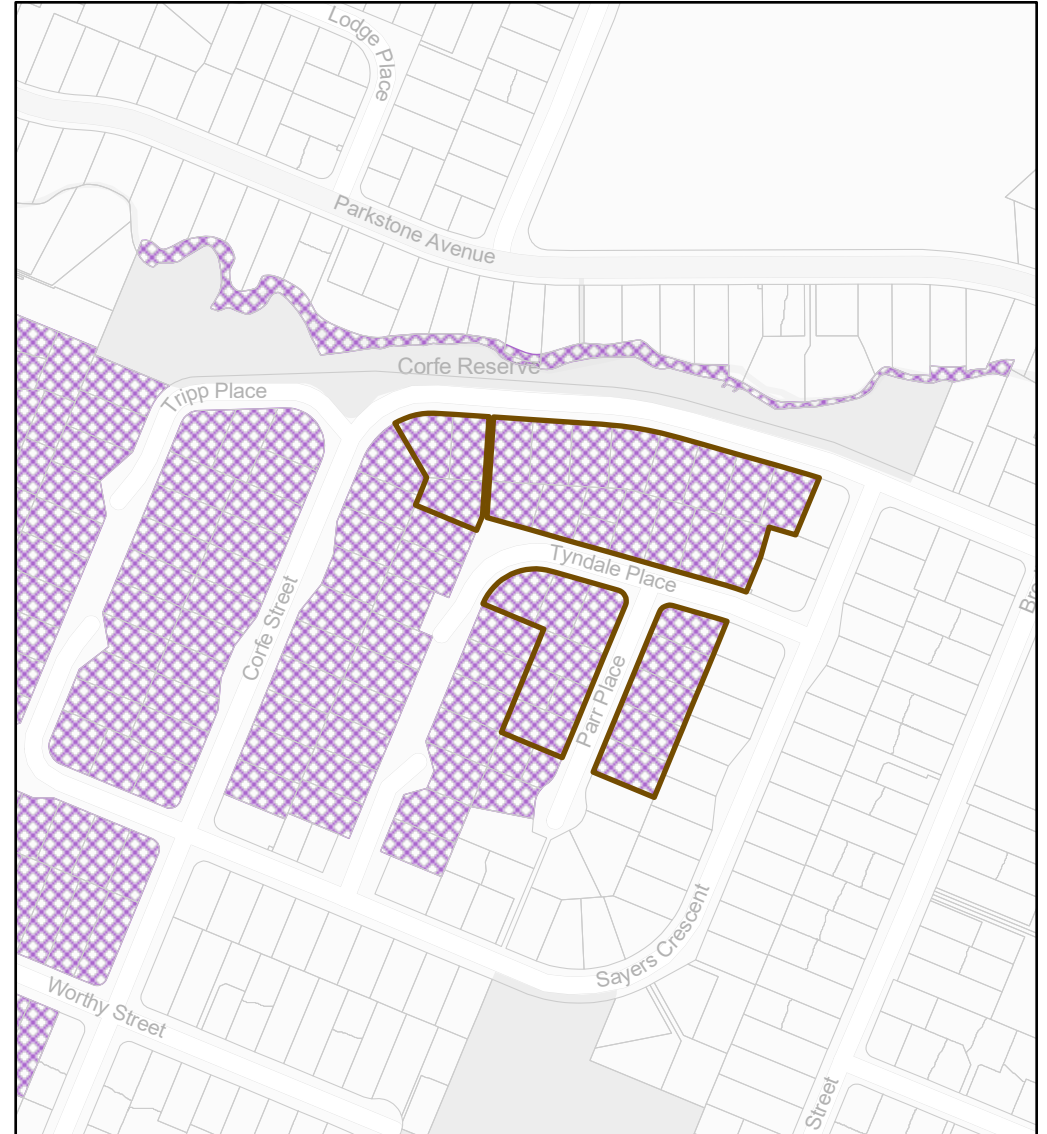 Lodge Place
Parkstone Avenue
Corfe Reserve
Tripp Place
Tyndale Place
Corfe Street
Parr Place
Sayers Crescent
Worthy Street
Street